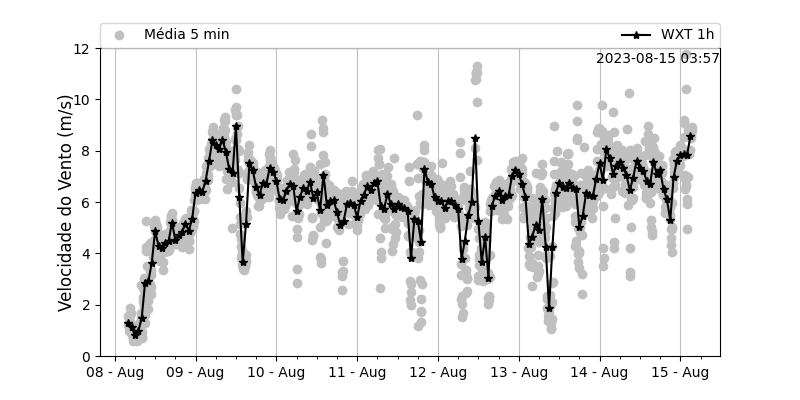 Média 5 min
WXT 1h
2023-08-15 03:57
Velocidade do Vento (m/s)
12
10
8
6
4
2
0
08 - Aug
09 - Aug
10 - Aug
11 - Aug
12 - Aug
13 - Aug
14 - Aug
15 - Aug